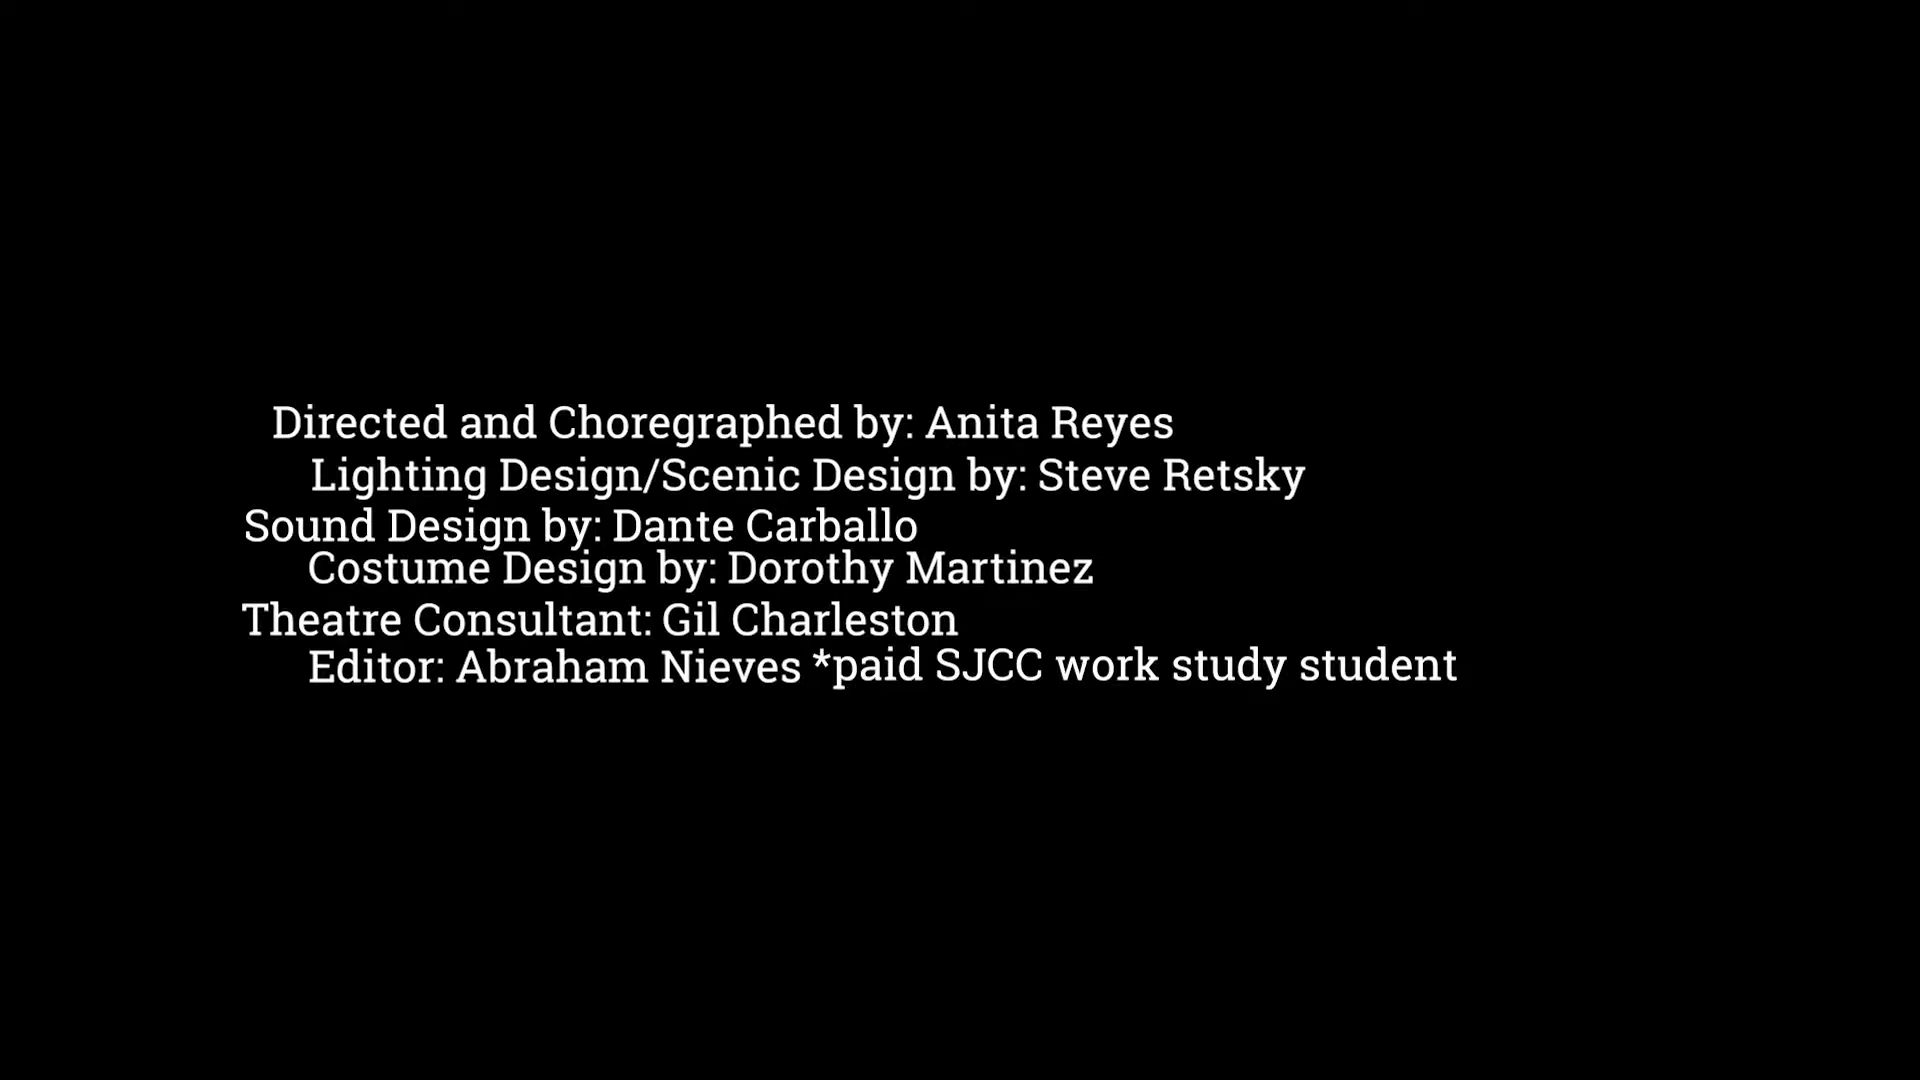 Directed and Choregraphed by: Anita Reyes
Lighting Design/Scenic Design by: Steve Retsky
Sound Design by: Dante Carballo
Costume Design by: Dorothy Martinez
Theatre Consultant: Gil Charleston
Editor: Abraham Nieves *paid SJCC work study student